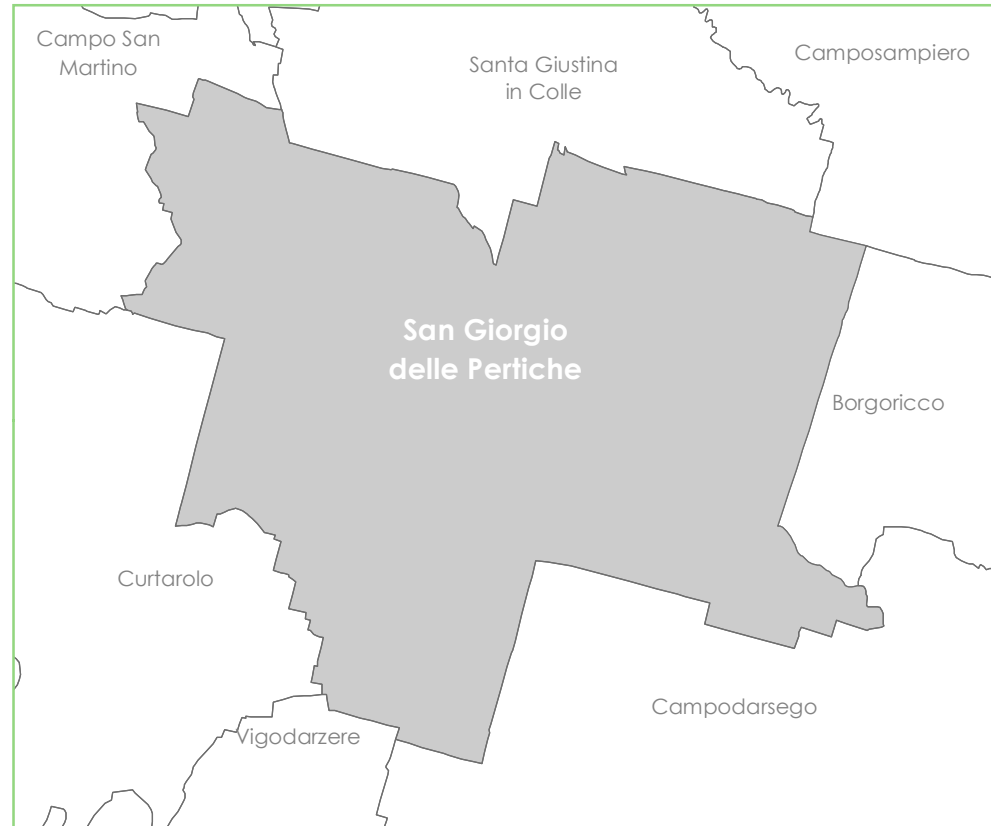 Campo San
Martino
Santa Giustina
in Colle
Camposampiero
San Giorgio
delle Pertiche
Borgoricco
Curtarolo
Campodarsego
Vigodarzere